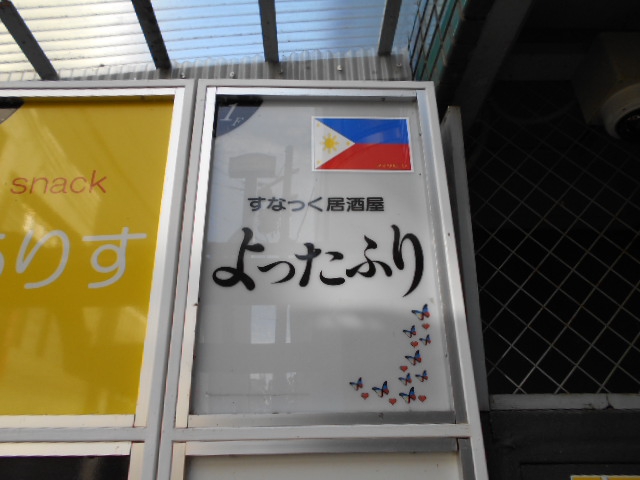 snack
りす
1F
すなっく居酒屋
よったふり